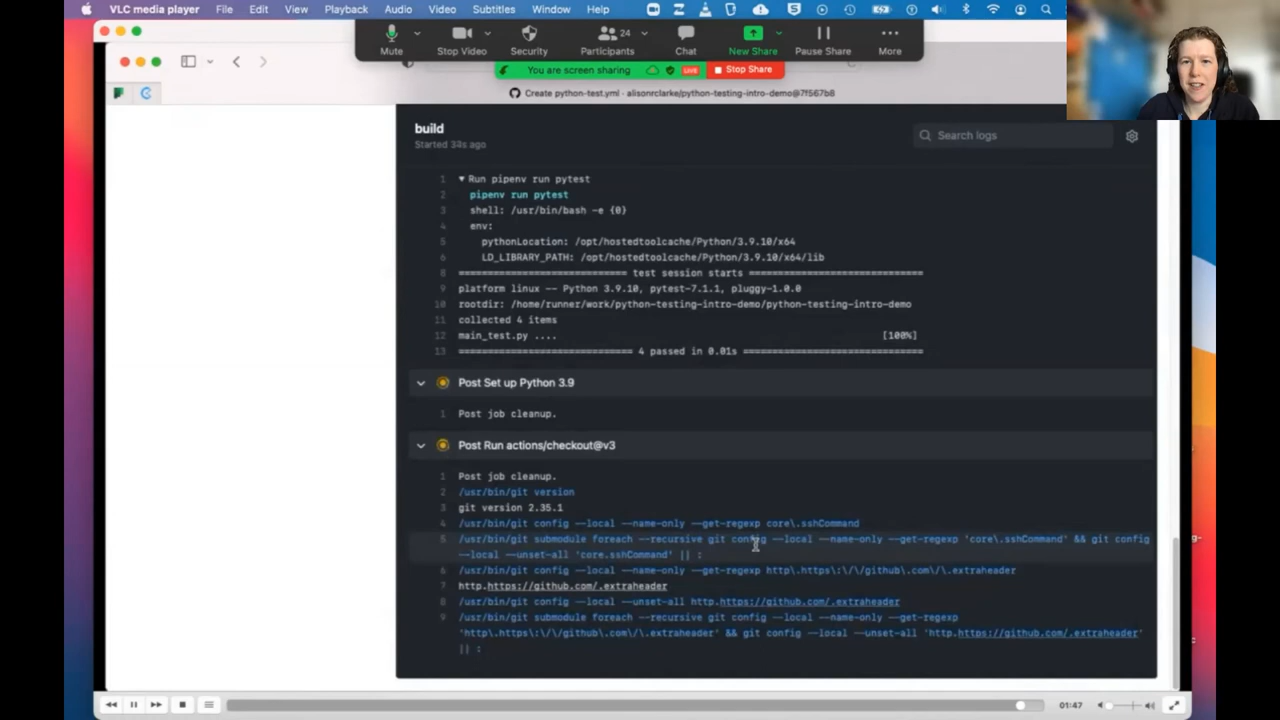 VLC media player File Edit View Playback Audio Video Subtitles Window Help
24
Mute Stop Video Security Participants Chat New Share Pause Share More
You are screen sharing LIVE Stop Share
Create python-test.yml · alisonrclarke/python-testing-intro-demo@7f567b8
build
Started 34s ago
Search logs
1 Run pipenv run pytest
2 pipenv run pytest
3 shell: /usr/bin/bash -e {0}
4 env:
5 pythonLocation: /opt/hostedtoolcache/Python/3.9.10/x64
6 LD_LIBRARY_PATH: /opt/hostedtoolcache/Python/3.9.10/x64/lib
8 ============================ test session starts =============================
9 platform linux -- Python 3.9.10, pytest-7.1.1, pluggy-1.0.0
10 rootdir: /home/runner/work/python-testing-intro-demo/python-testing-intro-demo
11 collected 4 items
12 main_test.py .... [100%]
13 ============================= 4 passed in 0.01s ==============================
Post Set up Python 3.9
1 Post job cleanup.
Post Run actions/checkout@v3
1 Post job cleanup.
2 /usr/bin/git version
3 git version 2.35.1
4 /usr/bin/git config --local --name-only --get-regexp core\.sshCommand
5 /usr/bin/git submodule foreach --recursive git config --local --name-only --get-regexp 'core\.sshCommand' && git config
--local --unset-all 'core.sshCommand' || :
6 /usr/bin/git config --local --name-only --get-regexp http\.https\:\/\/github\.com\/\.extraheader
7 http.https://github.com/.extraheader
8 /usr/bin/git config --local --unset-all http.https://github.com/.extraheader
9 /usr/bin/git submodule foreach --recursive git config --local --name-only --get-regexp
'http\.https\:\/\/github\.com\/\.extraheader' && git config --local --unset-all 'http.https://github.com/.extraheader'
|| :
01:47